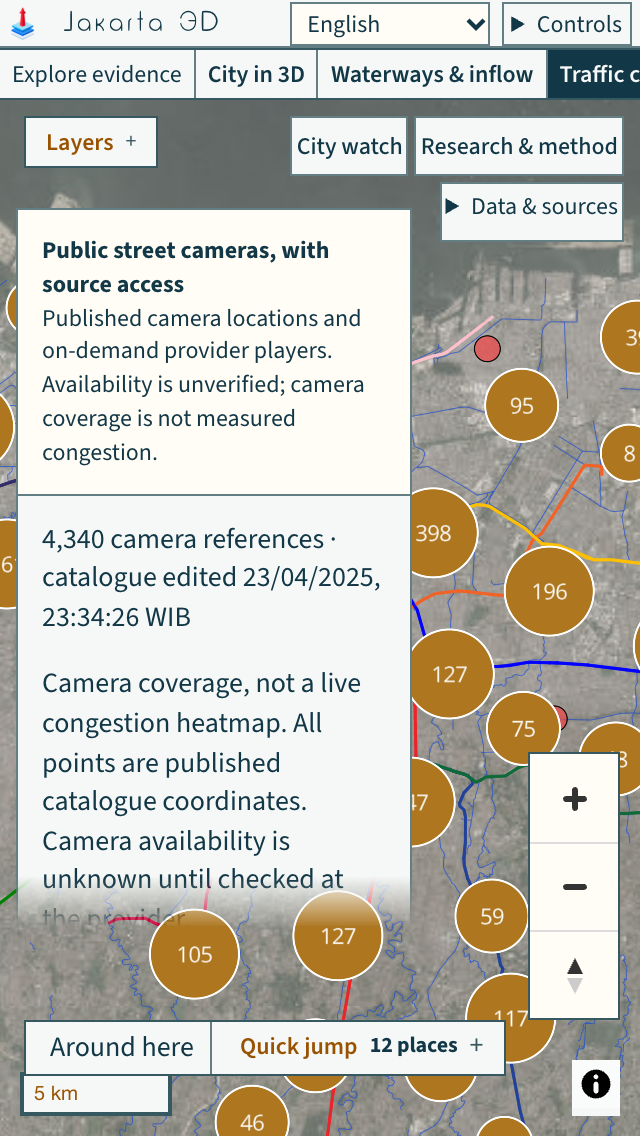 Jakarta 3D
English
Controls
Explore evidence
City in 3D
Waterways & inflow
Traffic c
Layers +
City watch
Research & method
Data & sources
Public street cameras, with
source access
Published camera locations and
on-demand provider players.
Availability is unverified; camera
coverage is not measured
congestion.
4,340 camera references ·
catalogue edited 23/04/2025,
23:34:26 WIB
Camera coverage, not a live
congestion heatmap. All
points are published
catalogue coordinates.
Camera availability is
unknown until checked at
the provider
95
8
398
196
127
75
59
105
127
117
Around here
Quick jump 12 places +
5 km
46